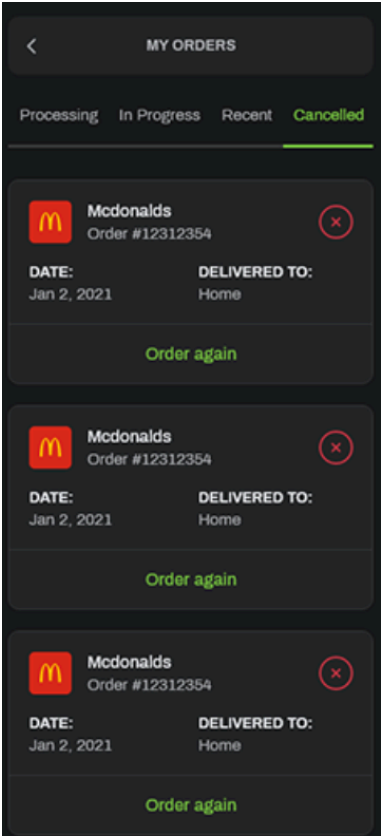 MY ORDERS
Processing In Progress Recent Cancelled
Mcdonalds
Order #12312354
DATE: DELIVERED TO:
Jan 2, 2021 Home
Order again
Mcdonalds
Order #12312354
DATE: DELIVERED TO:
Jan 2, 2021 Home
Order again
Mcdonalds
Order #12312354
DATE: DELIVERED TO:
Jan 2, 2021 Home
Order again